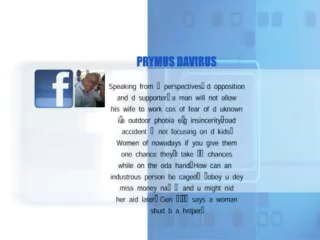 PRYMUS DAVIRUS
f
Speaking from perspectives d opposition
and d supporter a man will not allow
his wife to work cos of fear of d uknown
outdoor phobia e.g insincerity road
accident not focusing on d kids
Women of nowadays if you give them
one chance they take chances
while on the oda hand How can an
industrous person be caged oboy u dey
miss money na and u might nid
her aid later Gen says a woman
shud b a helper